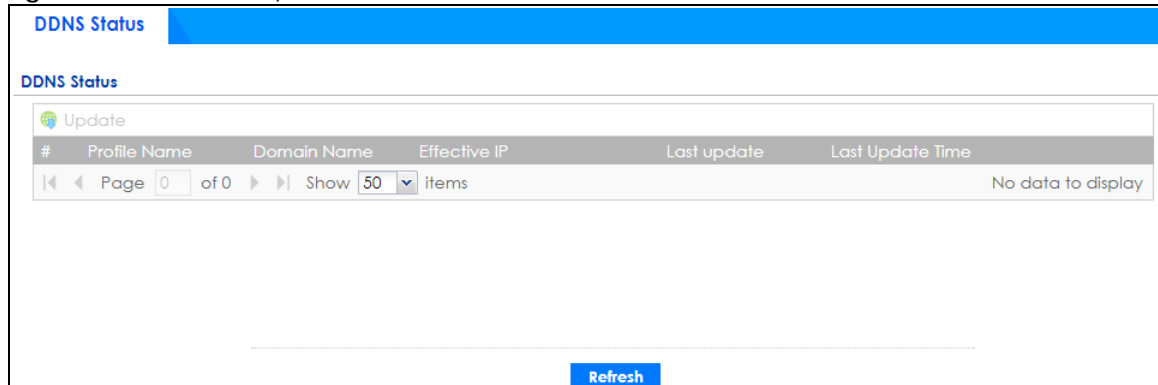 DDNS Status
DDNS Status
Update
# Profile Name Domain Name Effective IP Last update Last Update Time
Page 0 of 0 Show 50 items No data to display
Refresh